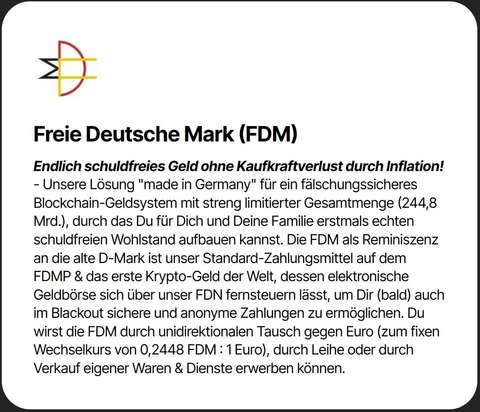 Freie Deutsche Mark (FDM)
Endlich schuldfreies Geld ohne Kaufkraftverlust durch Inflation!
- Unsere Lösung "made in Germany" für ein fälschungssicheres
Blockchain-Geldsystem mit streng limitierter Gesamtmenge (244,8
Mrd.), durch das Du für Dich und Deine Familie erstmals echten
schuldfreien Wohlstand aufbauen kannst. Die FDM als Reminiszenz
an die alte D-Mark ist unser Standard-Zahlungsmittel auf dem
FDMP & das erste Krypto-Geld der Welt, dessen elektronische
Geldbörse sich über unser FDN fernsteuern lässt, um Dir (bald) auch
im Blackout sichere und anonyme Zahlungen zu ermöglichen. Du
wirst die FDM durch unidirektionalen Tausch gegen Euro (zum fixen
Wechselkurs von 0,2448 FDM : 1 Euro), durch Leihe oder durch
Verkauf eigener Waren & Dienste erwerben können.